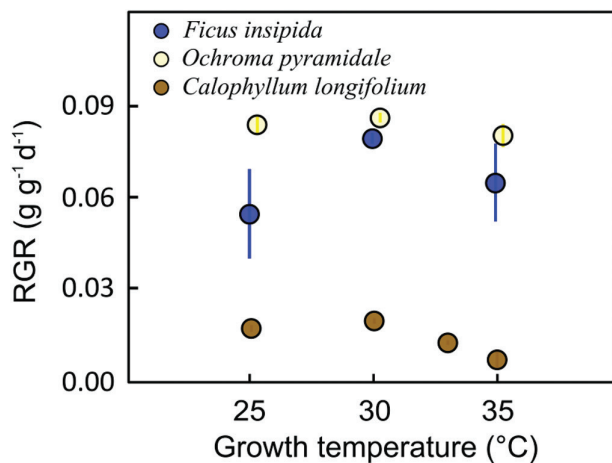 Ficus insipida
Ochroma pyramidale
Calophyllum longifolium
RGR (g g⁻¹ d⁻¹)
0.09
0.06
0.03
0.00
25 30 35
Growth temperature (°C)